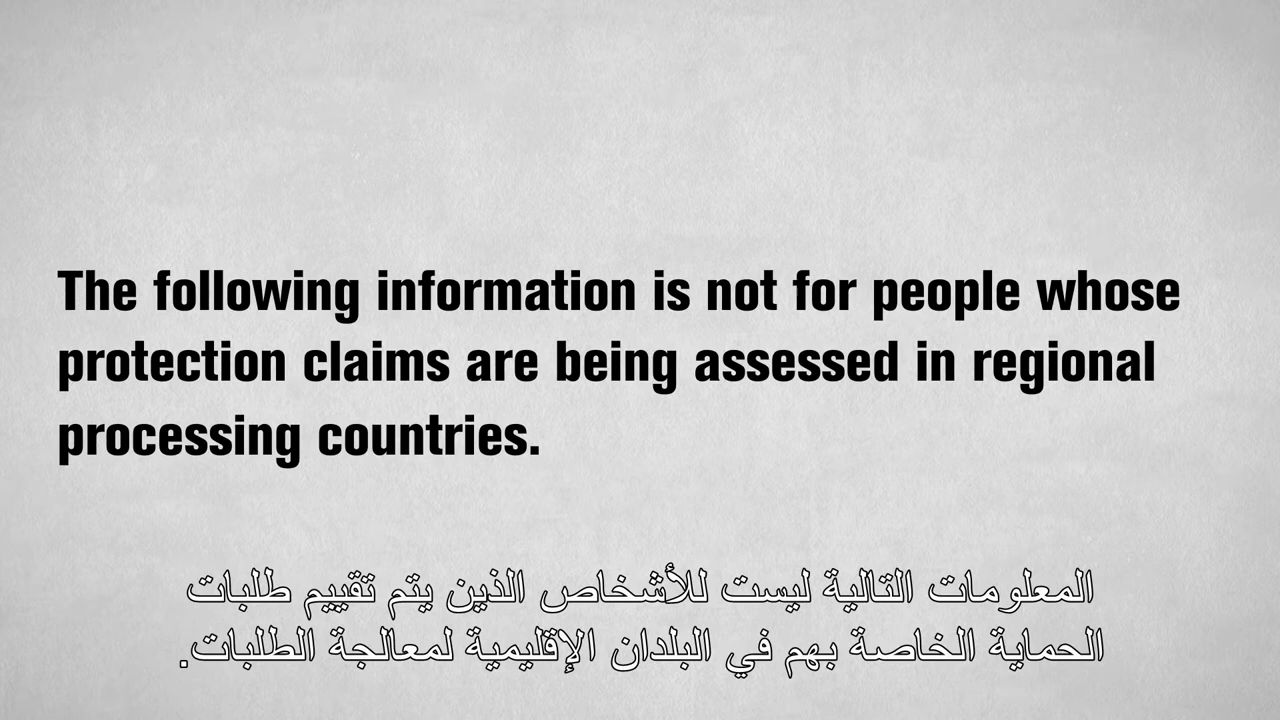 The following information is not for people whose
protection claims are being assessed in regional
processing countries.
المعلومات التالية ليست للأشخاص الذين يتم تقييم طلبات
الحماية الخاصة بهم في البلدان الإقليمية لمعالجة الطلبات.